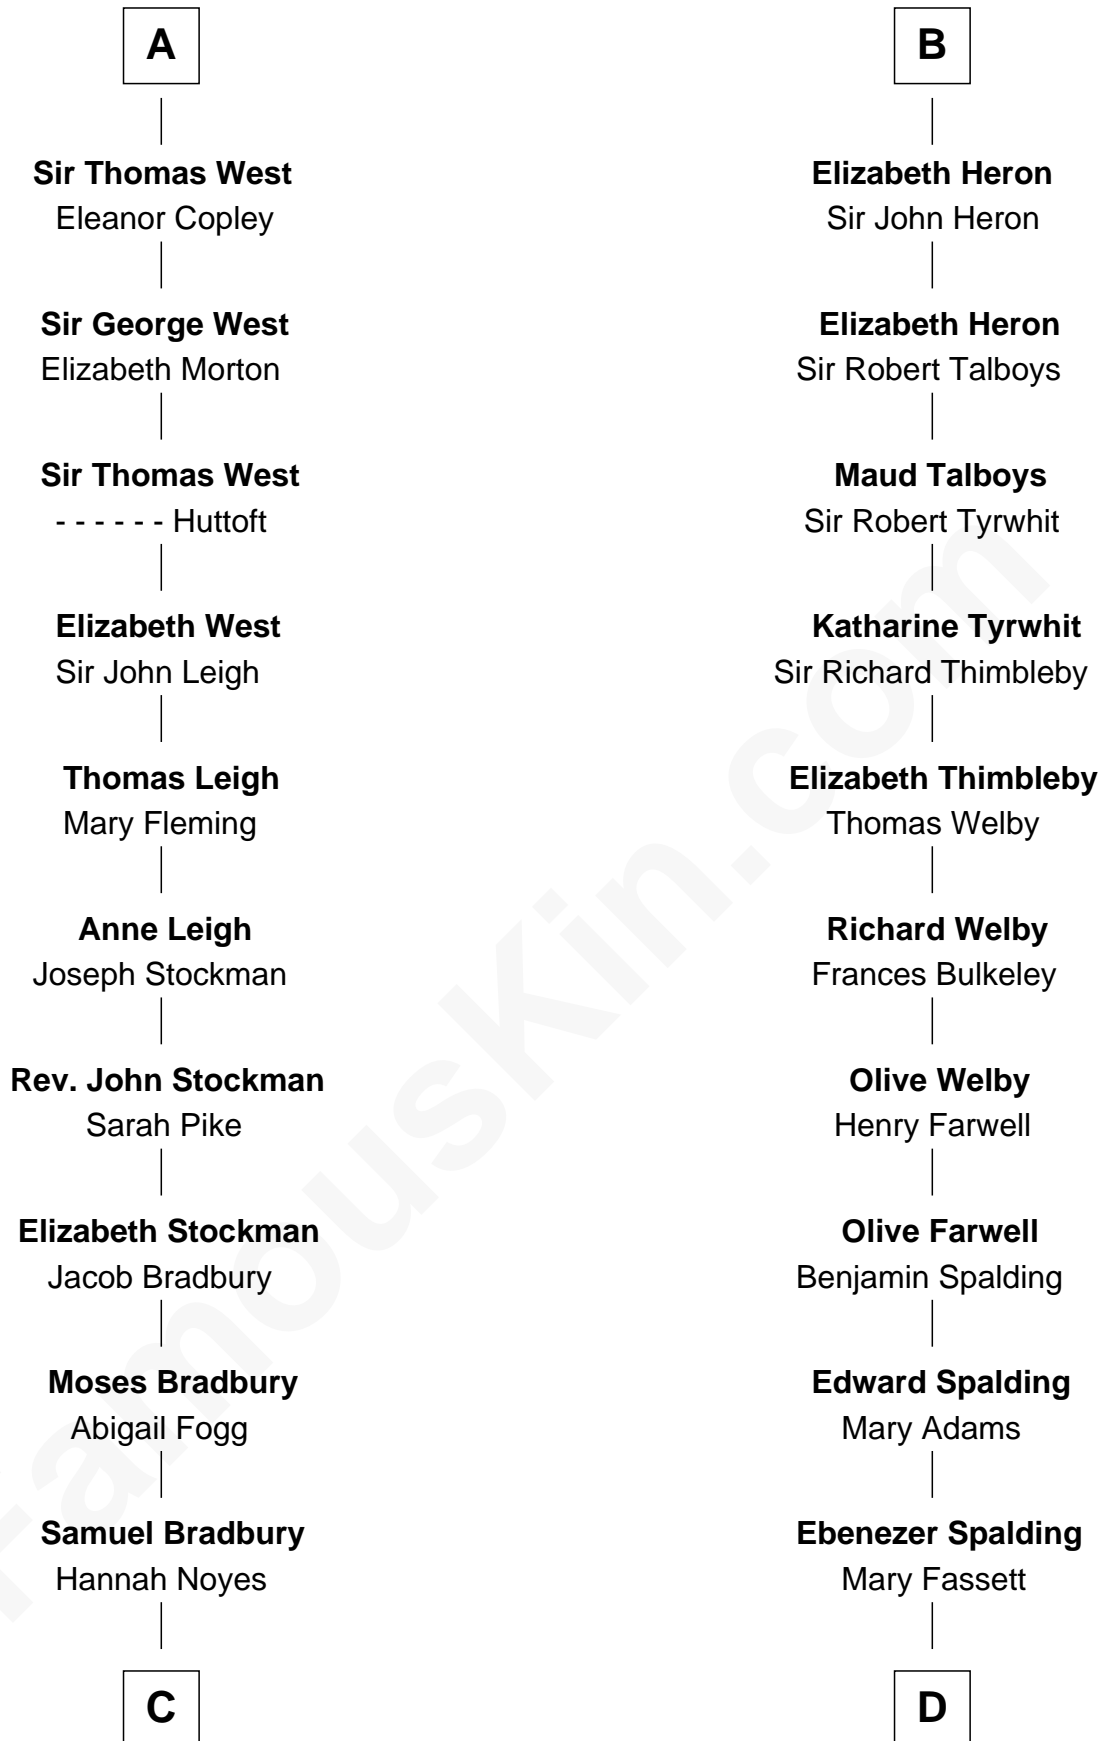 A
Sir Thomas West
Eleanor Copley
Sir George West
Elizabeth Morton
Sir Thomas West
- - - - - - Huttoft
Elizabeth West
Sir John Leigh
Thomas Leigh
Mary Fleming
Anne Leigh
Joseph Stockman
Rev. John Stockman
Sarah Pike
Elizabeth Stockman
Jacob Bradbury
Moses Bradbury
Abigail Fogg
Samuel Bradbury
Hannah Noyes
C
B
Elizabeth Heron
Sir John Heron
Elizabeth Heron
Sir Robert Talboys
Maud Talboys
Sir Robert Tyrwhit
Katharine Tyrwhit
Sir Richard Thimbleby
Elizabeth Thimbleby
Thomas Welby
Richard Welby
Frances Bulkeley
Olive Welby
Henry Farwell
Olive Farwell
Benjamin Spalding
Edward Spalding
Mary Adams
Ebenezer Spalding
Mary Fassett
D
FamousKin.com